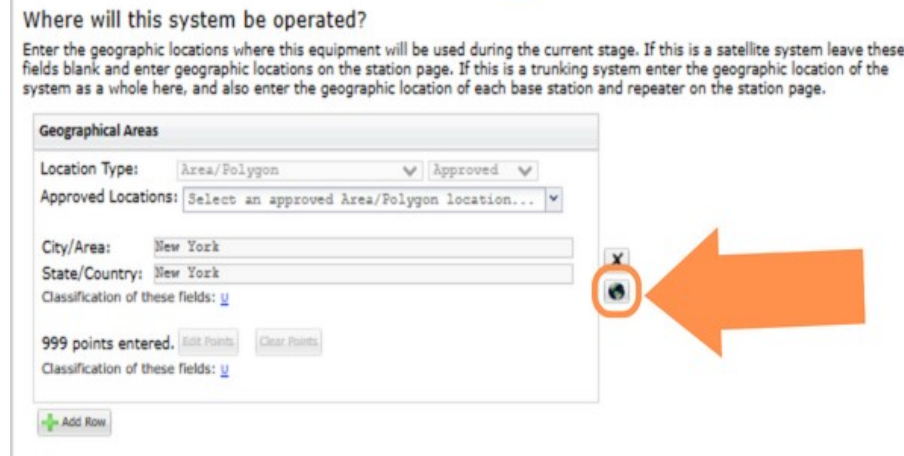 Where will this system be operated?
Enter the geographic locations where this equipment will be used during the current stage. If this is a satellite system leave these
fields blank and enter geographic locations on the station page. If this is a trunking system enter the geographic location of the
system as a whole here, and also enter the geographic location of each base station and repeater on the station page.
Geographical Areas
Location Type: Area/Polygon Approved
Approved Locations: Select an approved Area/Polygon location...
City/Area: New York
X
State/Country: New York
Classification of these fields: U
999 points entered. Edit Points Clear Points
Classification of these fields: U
Add Row